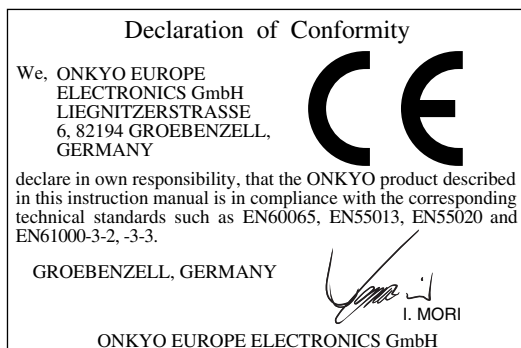 Declaration of Conformity
We, ONKYO EUROPE
ELECTRONICS GmbH
LIEGNITZERSTRASSE
6, 82194 GROEBENZELL,
GERMANY
CE
declare in own responsibility, that the ONKYO product described
in this instruction manual is in compliance with the corresponding
technical standards such as EN60065, EN55013, EN55020 and
EN61000-3-2, -3-3.
GROEBENZELL, GERMANY
I. MORI
ONKYO EUROPE ELECTRONICS GmbH